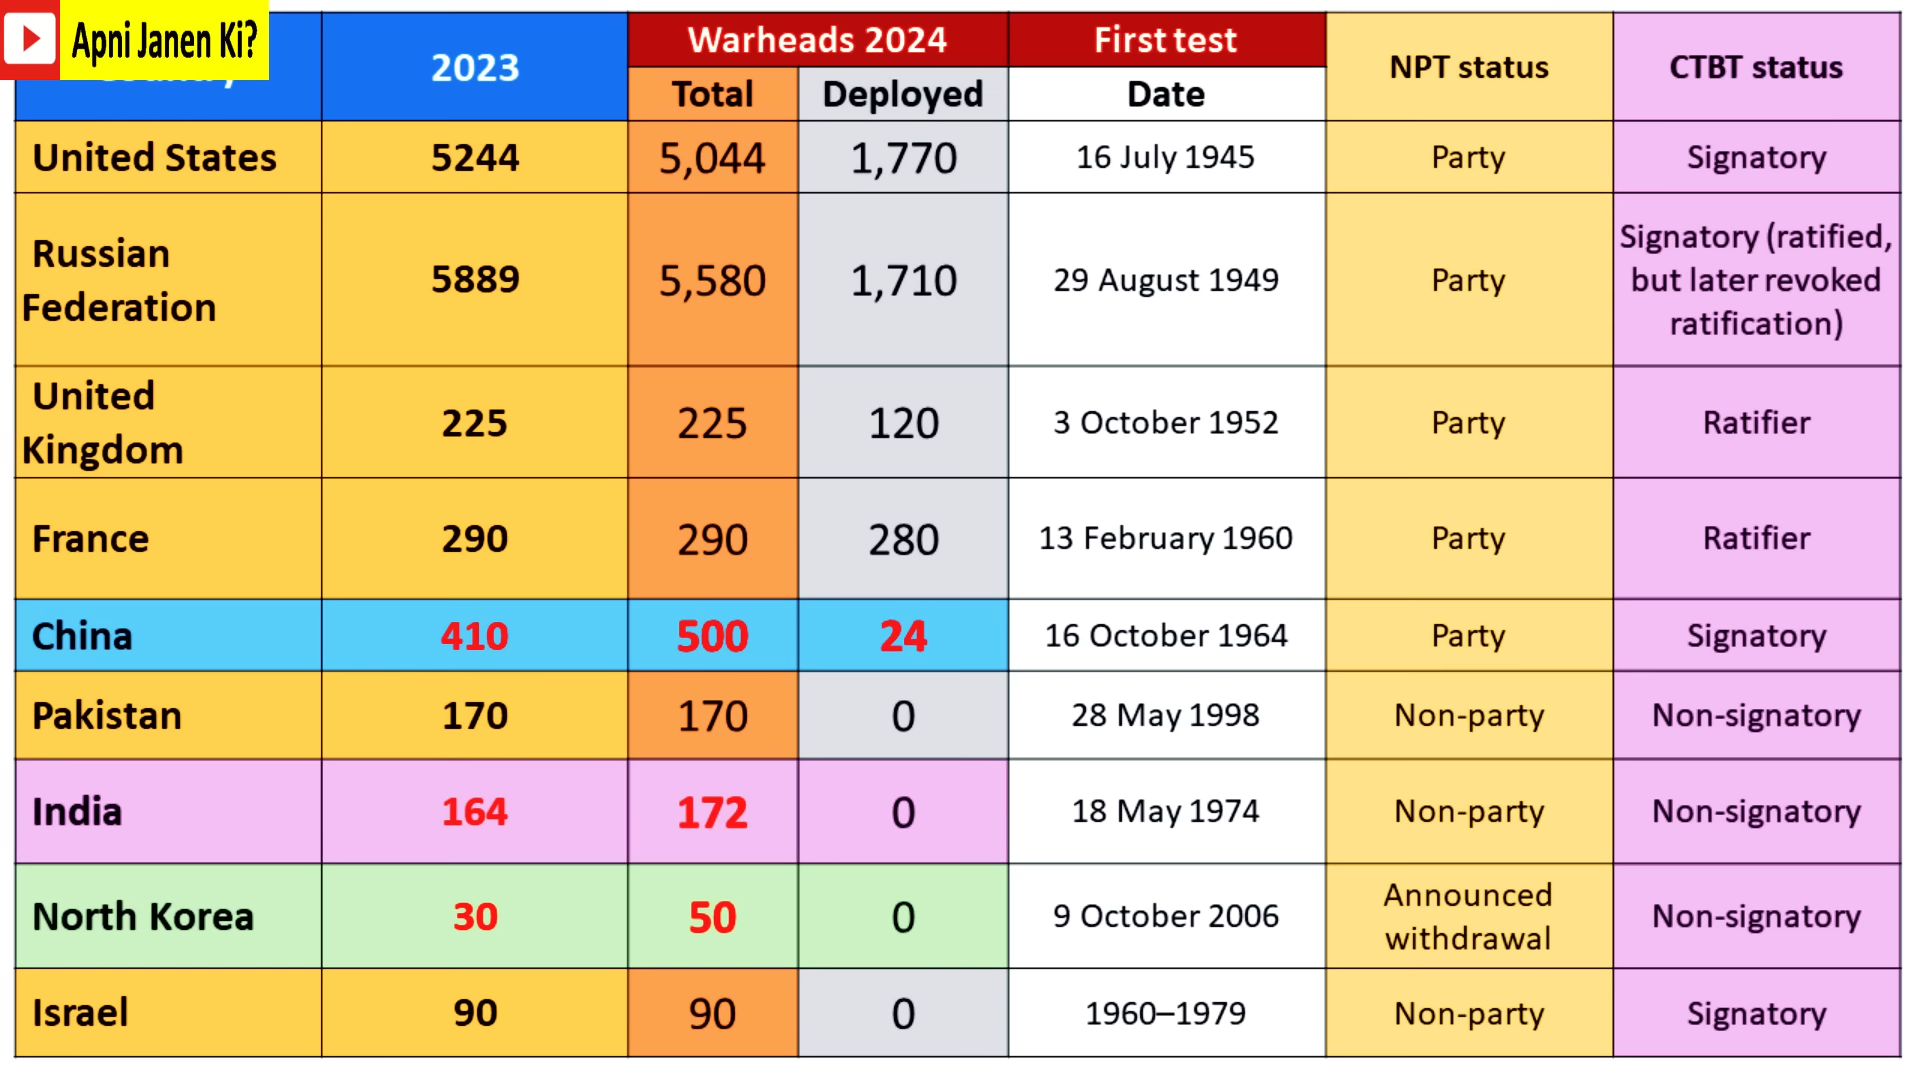 Apni Janen Ki?
2023
Warheads 2024
First test
NPT status
CTBT status
Total
Deployed
Date
United States
5244
5,044
1,770
16 July 1945
Party
Signatory
Russian
Federation
5889
5,580
1,710
29 August 1949
Party
Signatory (ratified,
but later revoked
ratification)
United
Kingdom
225
225
120
3 October 1952
Party
Ratifier
France
290
290
280
13 February 1960
Party
Ratifier
China
410
500
24
16 October 1964
Party
Signatory
Pakistan
170
170
0
28 May 1998
Non-party
Non-signatory
India
164
172
0
18 May 1974
Non-party
Non-signatory
North Korea
30
50
0
9 October 2006
Announced
withdrawal
Non-signatory
Israel
90
90
0
1960–1979
Non-party
Signatory